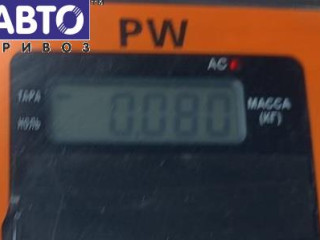 АВТО
ПРИВОЗ
PW
AC
ТАРА
НОЛЬ
0.080
МАССА
(КГ)